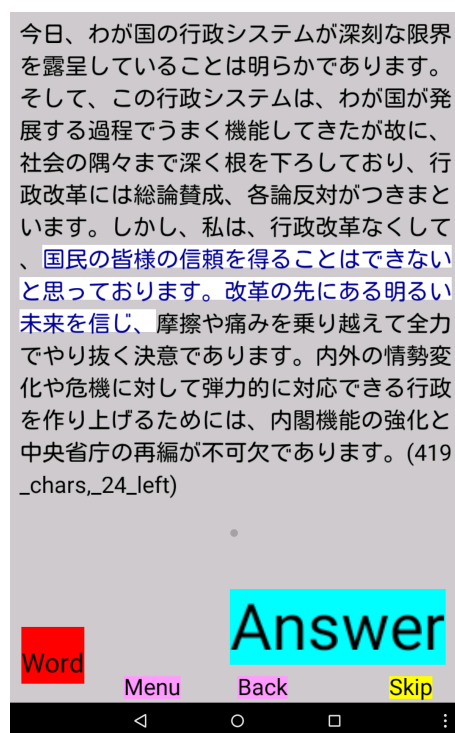 今日、わが国の行政システムが深刻な限界
を露呈していることは明らかであります。
そして、この行政システムは、わが国が発
展する過程でうまく機能してきたが故に、
社会の隅々まで深く根を下ろしており、行
政改革には総論賛成、各論反対がつきまと
います。しかし、私は、行政改革なくして
、国民の皆様の信頼を得ることはできない
と思っております。改革の先にある明るい
未来を信じ、摩擦や痛みを乗り越えて全力
でやり抜く決意であります。内外の情勢変
化や危機に対して弾力的に対応できる行政
を作り上げるためには、内閣機能の強化と
中央省庁の再編が不可欠であります。(419
_chars,_24_left)
Answer
Word
Menu Back Skip